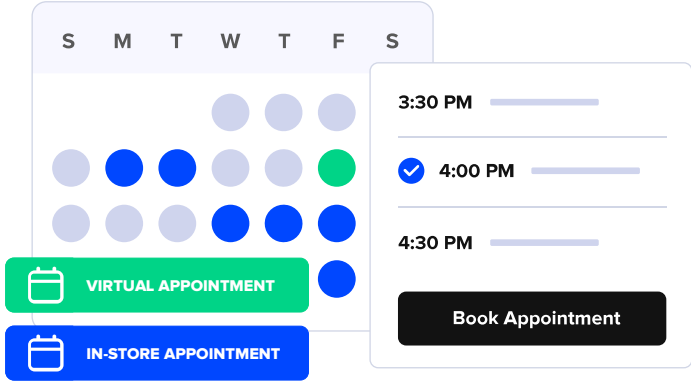 S M T W T F S
3:30 PM
4:00 PM
4:30 PM
VIRTUAL APPOINTMENT
Book Appointment
IN-STORE APPOINTMENT